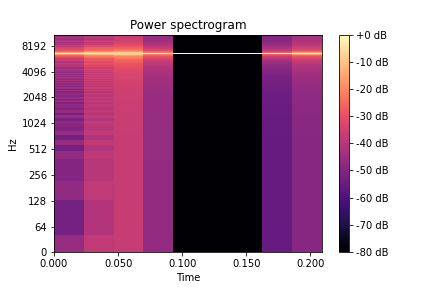 Power spectrogram
Hz
8192
4096
2048
1024
512
256
128
64
0
0.000 0.050 0.100 0.150 0.200
Time
+0 dB
-10 dB
-20 dB
-30 dB
-40 dB
-50 dB
-60 dB
-70 dB
-80 dB